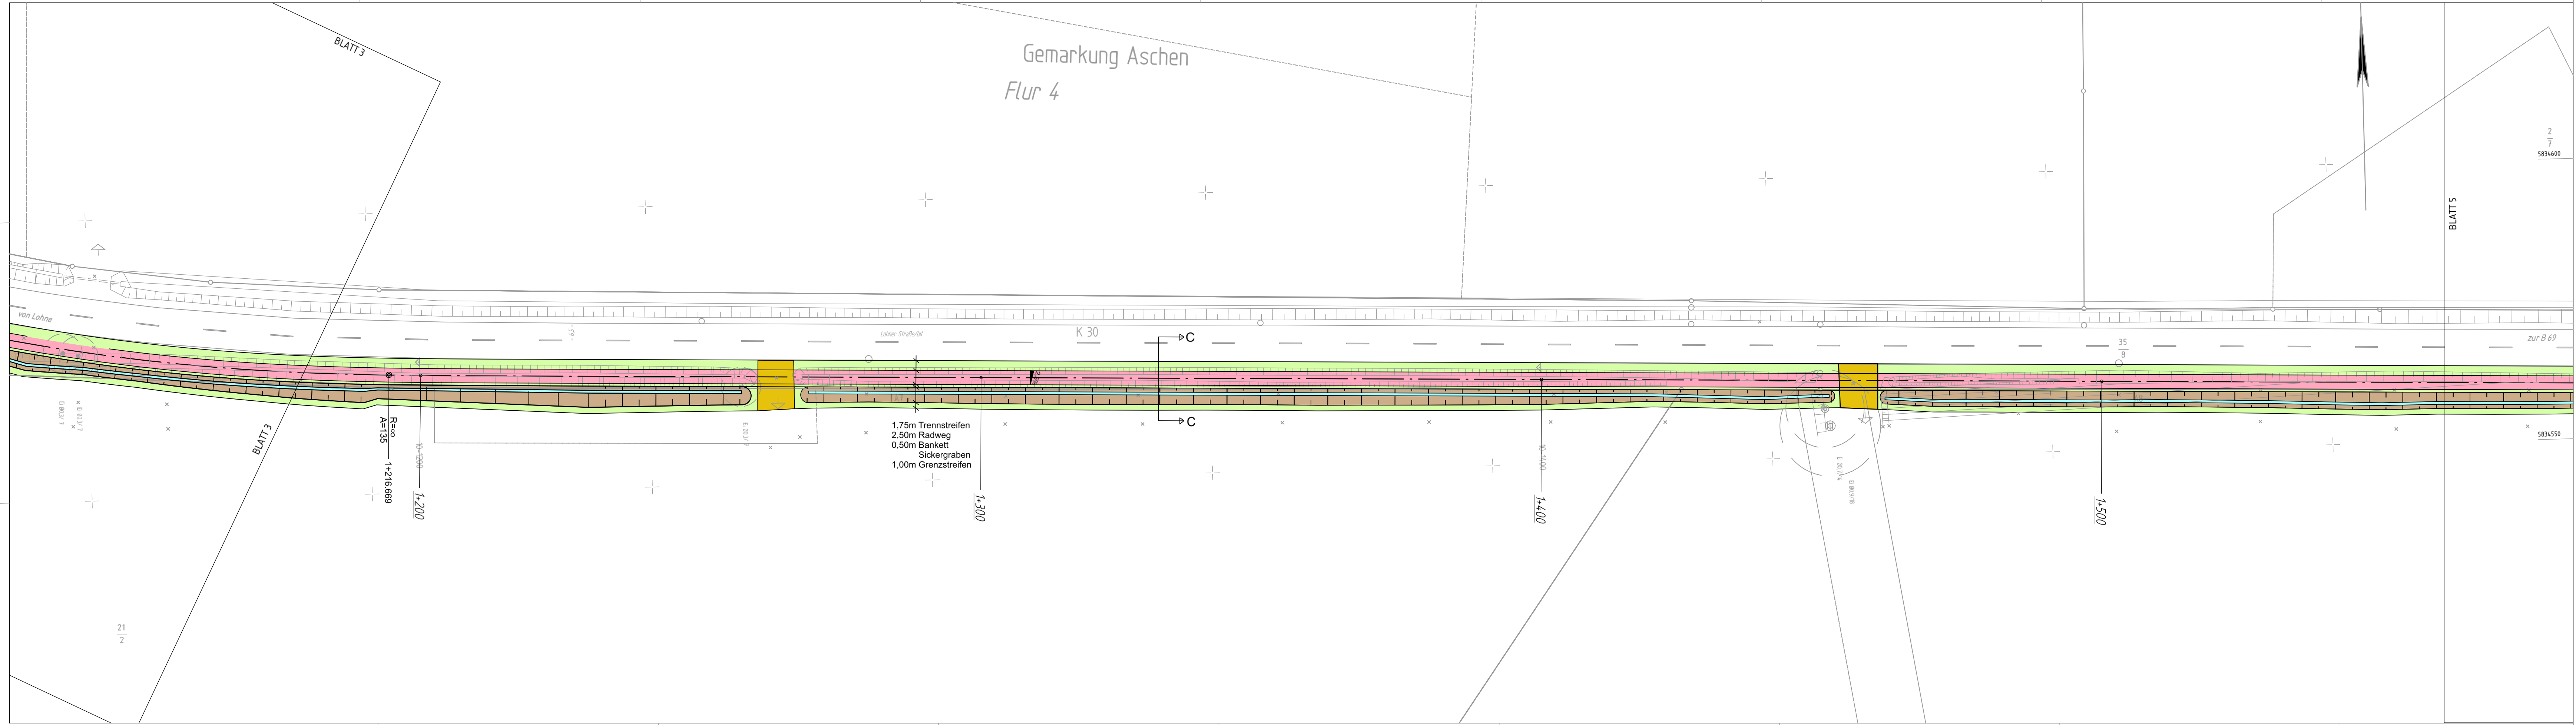 BLATT 3
Gemarkung Aschen
Flur 4
2
7
5834600
BLATT 5
von Lohne
K 30
C
35
8
zur B 69
1,75m Trennstreifen
2,50m Radweg
0,50m Bankett
Sickergraben
1,00m Grenzstreifen
C
BLATT 3
R=∞
A=135
1+216.669
1+200
1+300
1+400
1+500
5834550
21
2